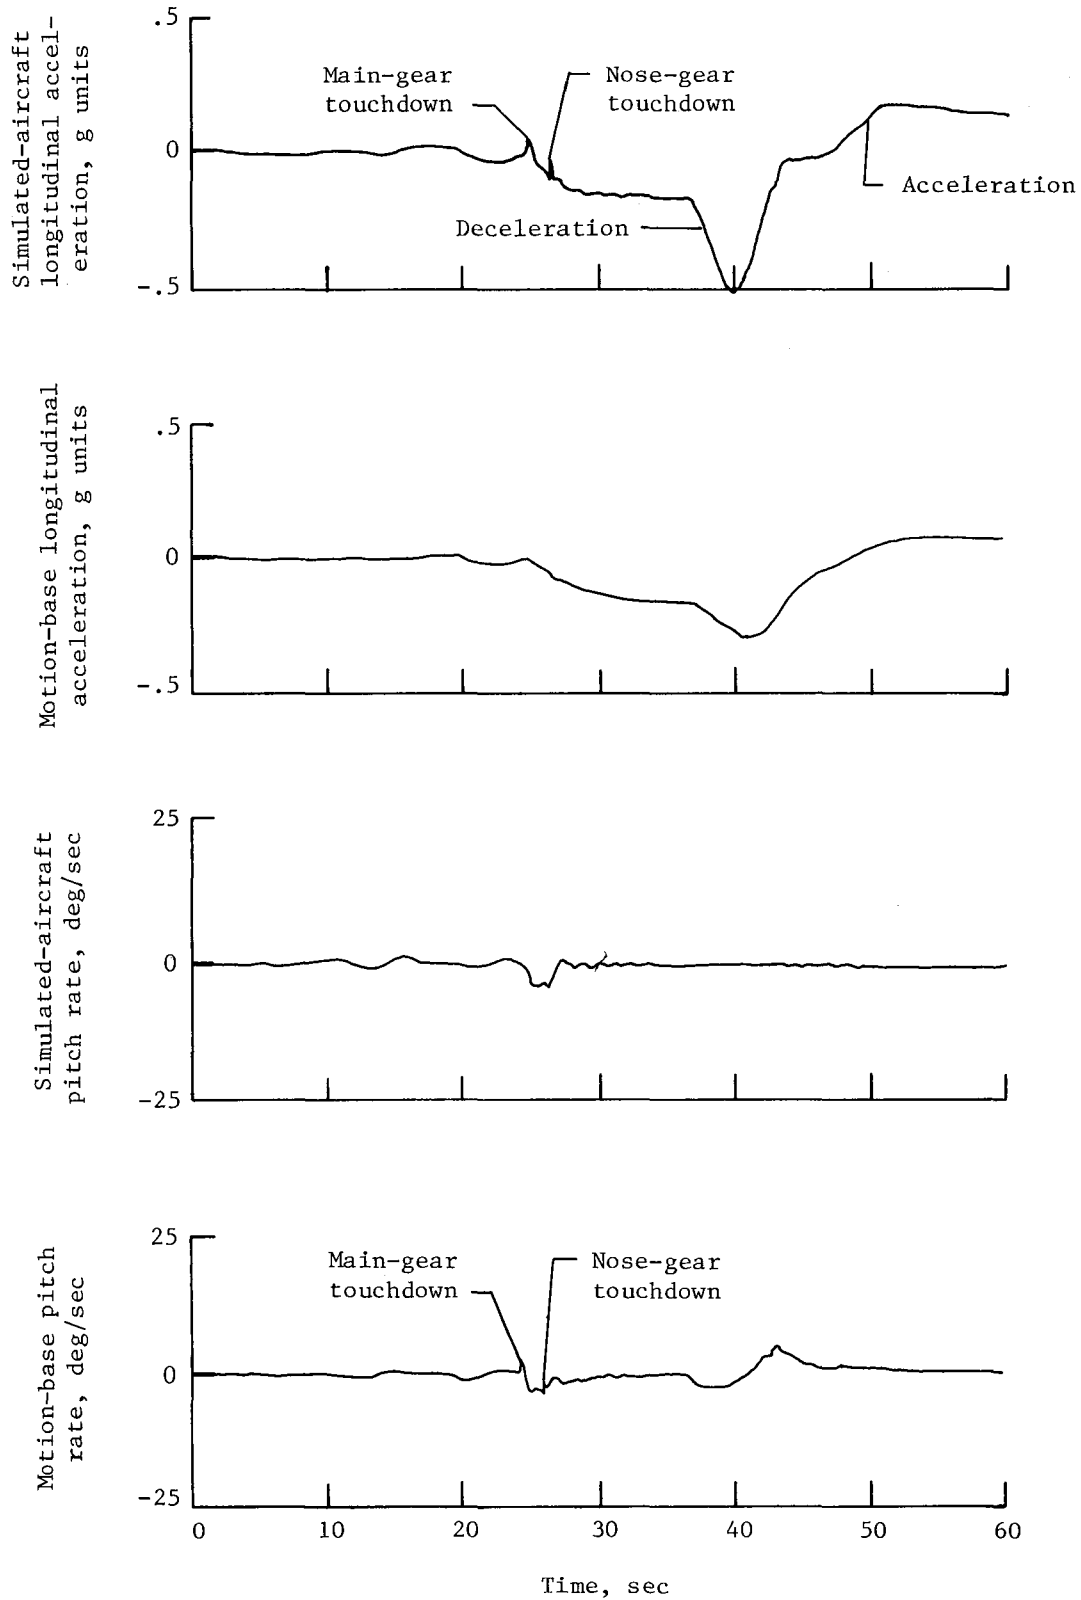 Simulated-aircraft
longitudinal accel-
eration, g units
.5
0
-.5
Main-gear
touchdown
Nose-gear
touchdown
Deceleration
Acceleration
Motion-base longitudinal
acceleration, g units
.5
0
-.5
Simulated-aircraft
pitch rate, deg/sec
25
0
-25
Motion-base pitch
rate, deg/sec
25
0
-25
Main-gear
touchdown
Nose-gear
touchdown
0 10 20 30 40 50 60
Time, sec